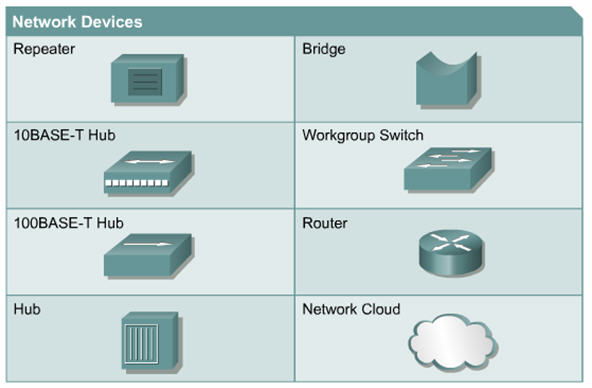 Network Devices
Repeater
Bridge
10BASE-T Hub
Workgroup Switch
100BASE-T Hub
Router
Hub
Network Cloud